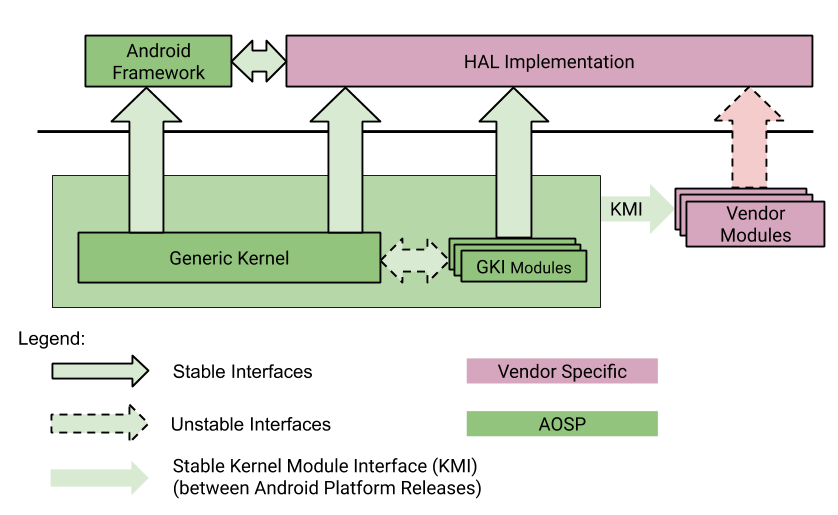 Android
Framework
HAL Implementation
KMI
Vendor
Modules
Generic Kernel
GKI Modules
Legend:
Stable Interfaces
Vendor Specific
Unstable Interfaces
AOSP
Stable Kernel Module Interface (KMI)
(between Android Platform Releases)